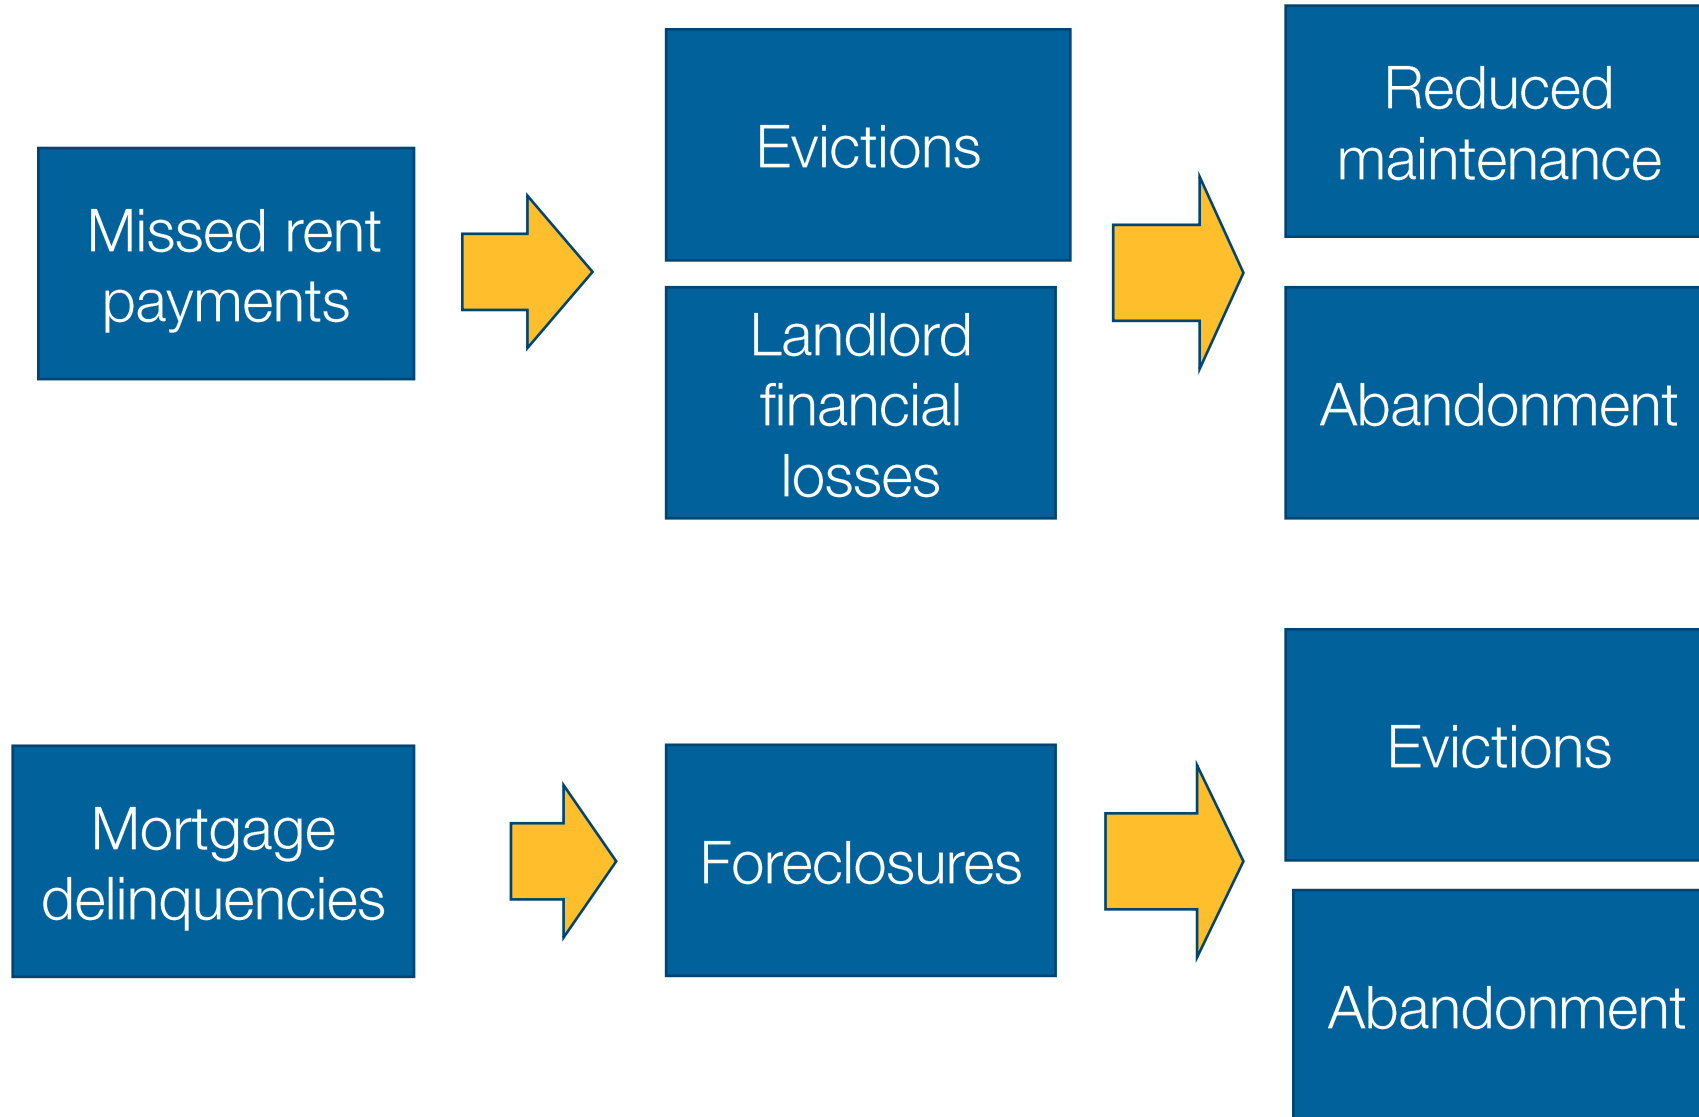 Missed rent
payments
Evictions
Landlord
financial
losses
Reduced
maintenance
Abandonment
Mortgage
delinquencies
Foreclosures
Evictions
Abandonment